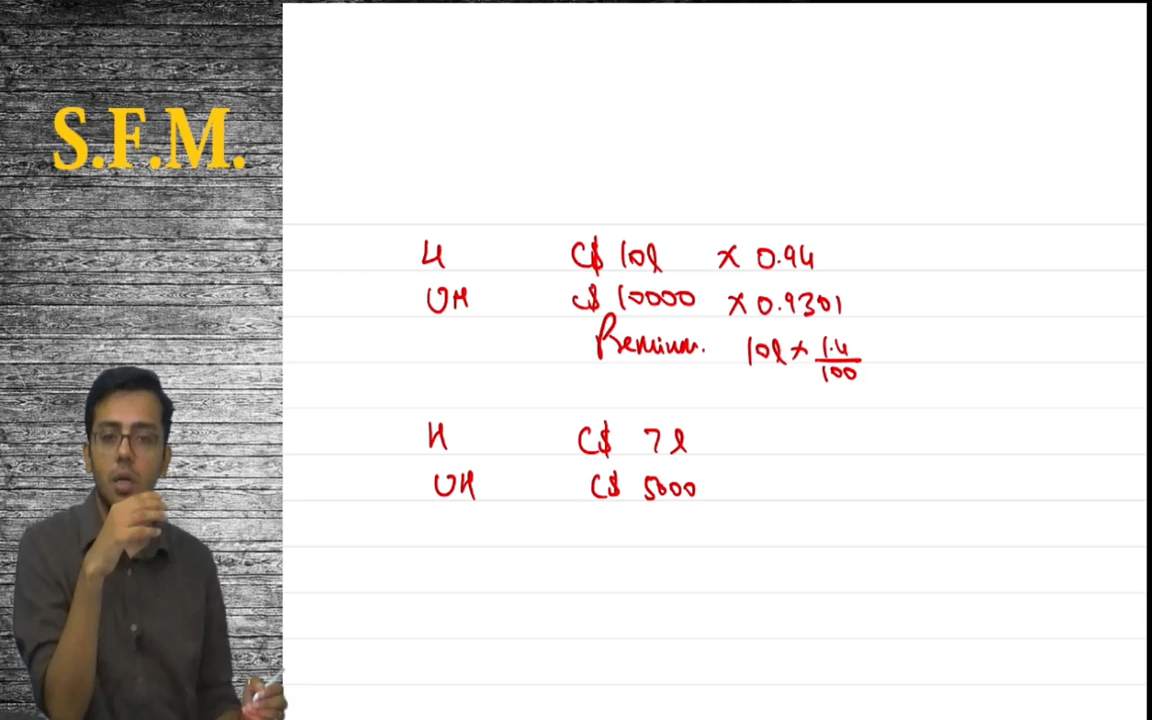 S.F.M.
H C$ 10l × 0.94
UH C$ 10000 × 0.9301
Premium. 10l × 1.4/100
H C$ 7l
UH C$ 5000